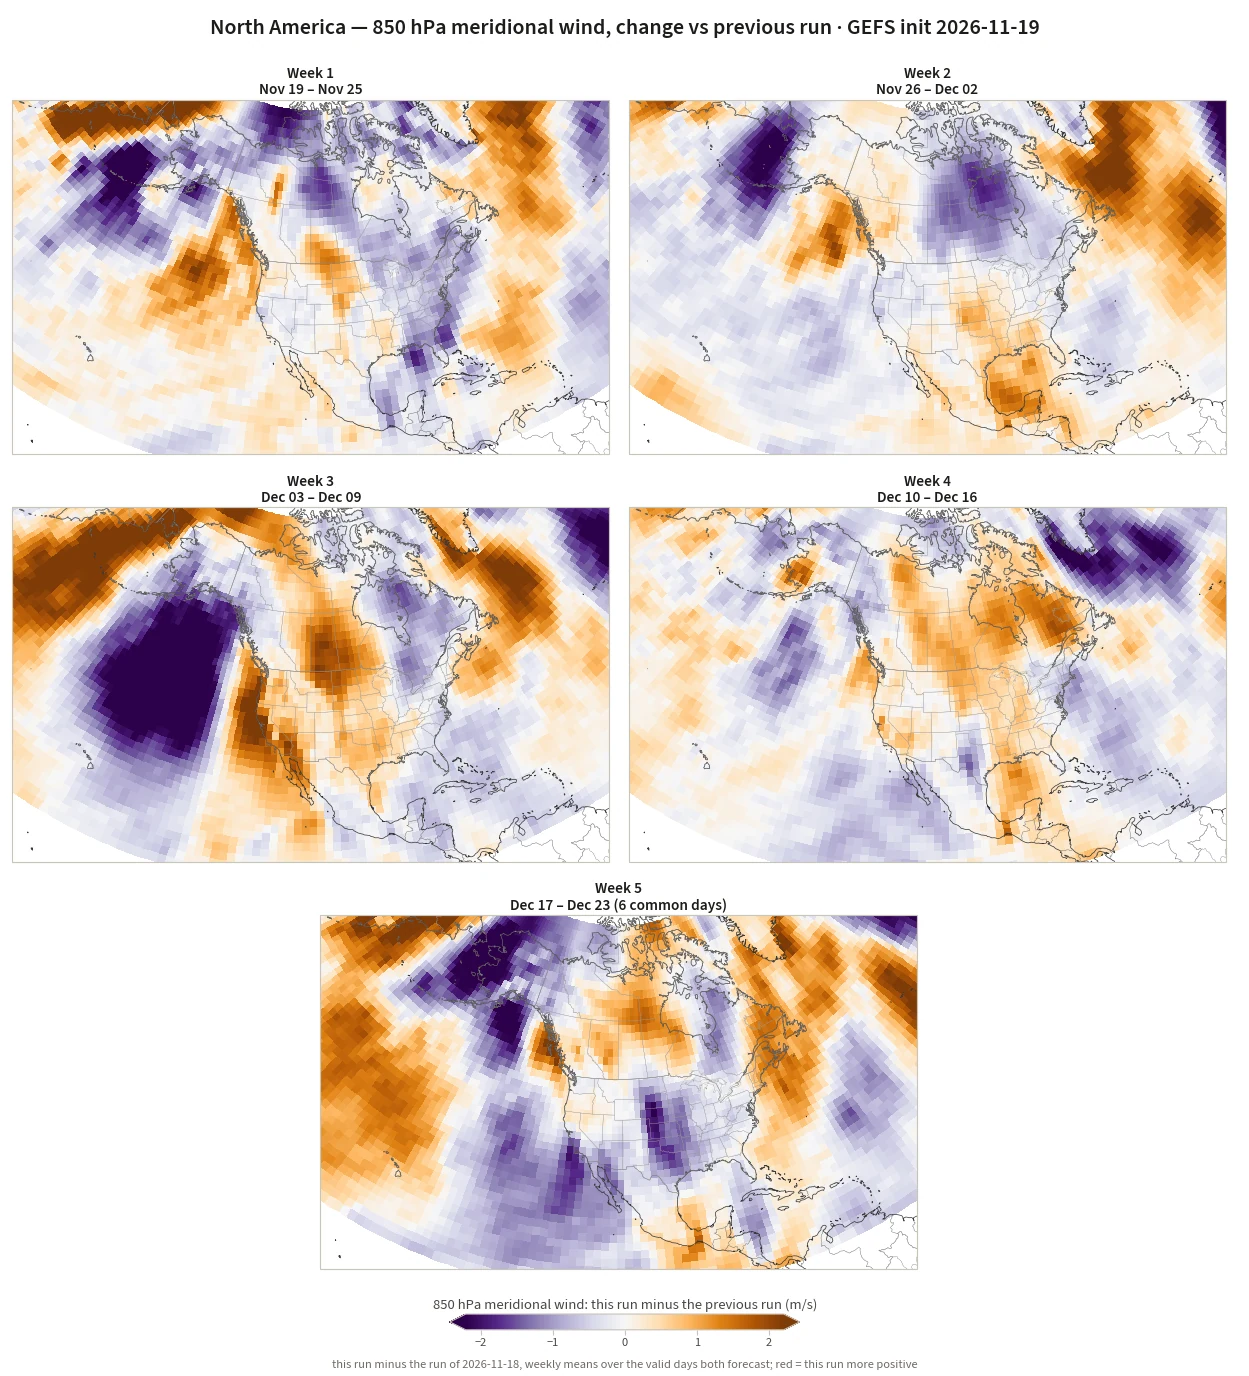 North America — 850 hPa meridional wind, change vs previous run · GEFS init 2026-11-19
Week 1
Nov 19 – Nov 25
Week 2
Nov 26 – Dec 02
Week 3
Dec 03 – Dec 09
Week 4
Dec 10 – Dec 16
Week 5
Dec 17 – Dec 23 (6 common days)
850 hPa meridional wind: this run minus the previous run (m/s)
−2 −1 0 1 2
this run minus the run of 2026-11-18, weekly means over the valid days both forecast; red = this run more positive